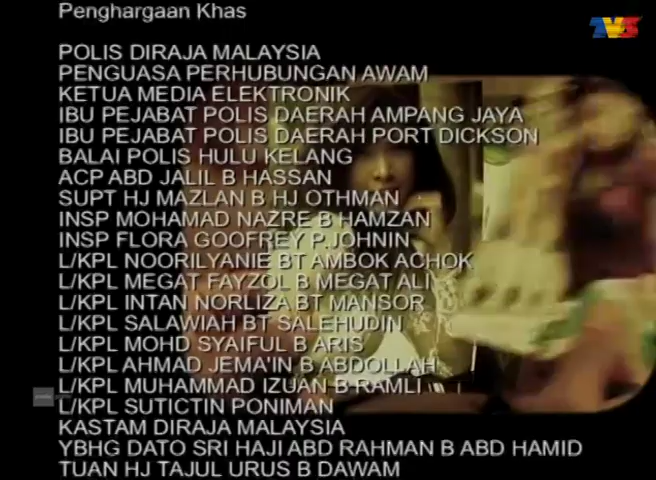 Penghargaan Khas
TV3
POLIS DIRAJA MALAYSIA
PENGUASA PERHUBUNGAN AWAM
KETUA MEDIA ELEKTRONIK
IBU PEJABAT POLIS DAERAH AMPANG JAYA
IBU PEJABAT POLIS DAERAH PORT DICKSON
BALAI POLIS HULU KELANG
ACP ABD JALIL B HASSAN
SUPT HJ MAZLAN B HJ OTHMAN
INSP MOHAMAD NAZRE B HAMZAN
INSP FLORA GOOFREY P.JOHNIN
L/KPL NOORILYANIE BT AMBOK ACHOK
L/KPL MEGAT FAYZOL B MEGAT ALI
L/KPL INTAN NORLIZA BT MANSOR
L/KPL SALAWIAH BT SALEHUDIN
L/KPL MOHD SYAIFUL B ARIS
L/KPL AHMAD JEMA'IN B ABDOLLAH
L/KPL MUHAMMAD IZUAN B RAMLI
L/KPL SUTICTIN PONIMAN
KASTAM DIRAJA MALAYSIA
YBHG DATO SRI HAJI ABD RAHMAN B ABD HAMID
TUAN HJ TAJUL URUS B DAWAM